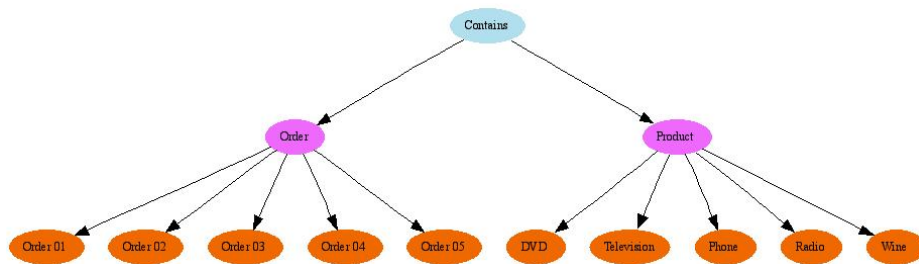 Contains
Order
Product
Order 01
Order 02
Order 03
Order 04
Order 05
DVD
Television
Phone
Radio
Wine